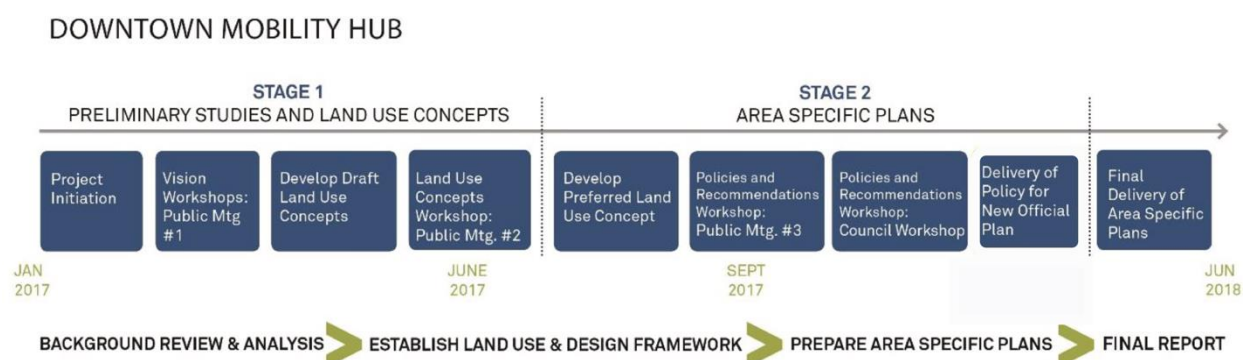 DOWNTOWN MOBILITY HUB
STAGE 1
PRELIMINARY STUDIES AND LAND USE CONCEPTS
STAGE 2
AREA SPECIFIC PLANS
Project
Initiation
Vision
Workshops:
Public Mtg
#1
Develop Draft
Land Use
Concepts
Land Use
Concepts
Workshop:
Public Mtg. #2
Develop
Preferred Land
Use Concept
Policies and
Recommendations
Workshop:
Public Mtg. #3
Policies and
Recommendations
Workshop:
Council Workshop
Delivery of
Policy for
New Official
Plan
Final
Delivery of
Area Specific
Plans
JAN
2017
JUNE
2017
SEPT
2017
JUN
2018
BACKGROUND REVIEW & ANALYSIS
ESTABLISH LAND USE & DESIGN FRAMEWORK
PREPARE AREA SPECIFIC PLANS
FINAL REPORT